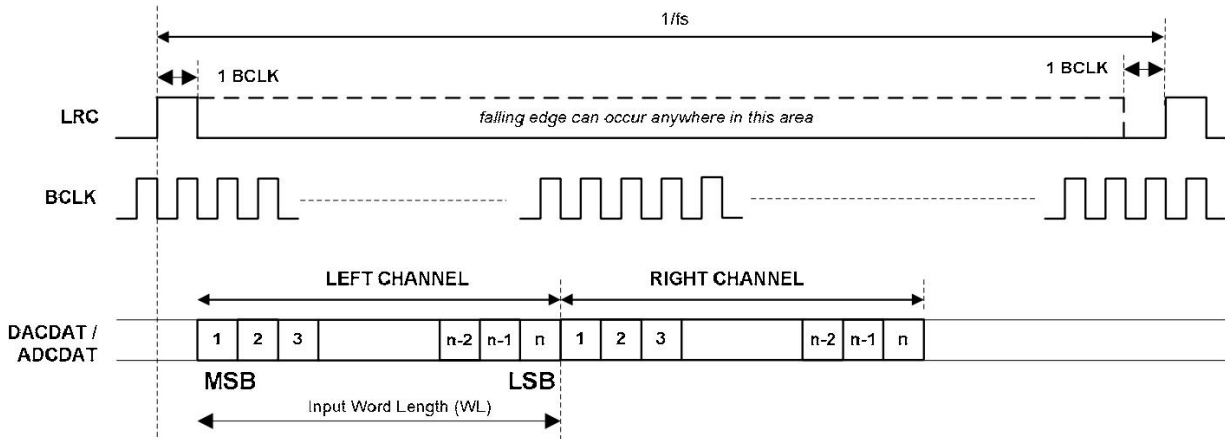 1/fs
1 BCLK
1 BCLK
LRC
falling edge can occur anywhere in this area
BCLK
LEFT CHANNEL
RIGHT CHANNEL
DACDAT /
ADCDAT
1 2 3 n-2 n-1 n 1 2 3 n-2 n-1 n
MSB
LSB
Input Word Length (WL)